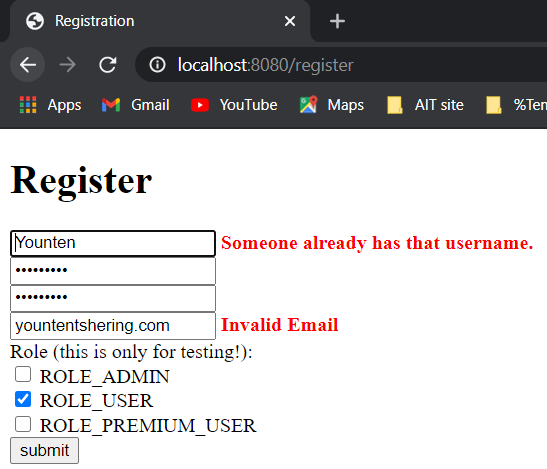 Registration
localhost:8080/register
Apps Gmail YouTube Maps AIT site %Ten
Register
Younten Someone already has that username.
•••••••••
•••••••••
yountentshering.com Invalid Email
Role (this is only for testing!):
ROLE_ADMIN
ROLE_USER
ROLE_PREMIUM_USER
submit